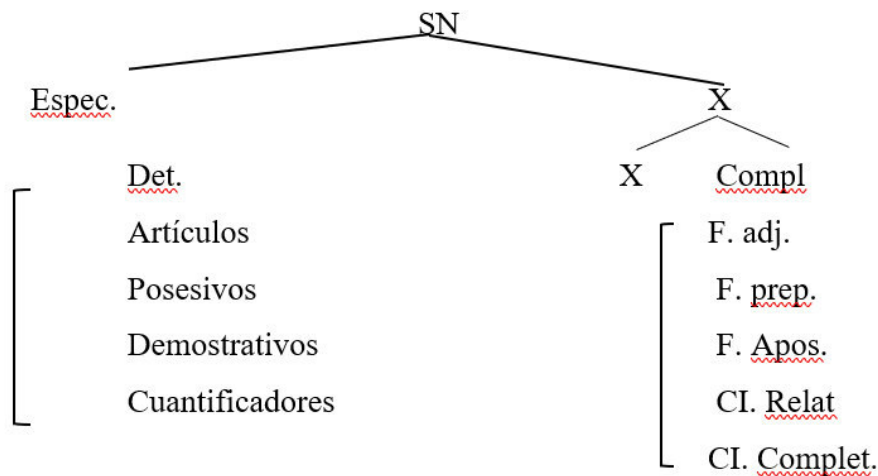 SN
Espec. X
Det. X Compl
Artículos F. adj.
Posesivos F. prep.
Demostrativos F. Apos.
Cuantificadores CI. Relat
CI. Complet.